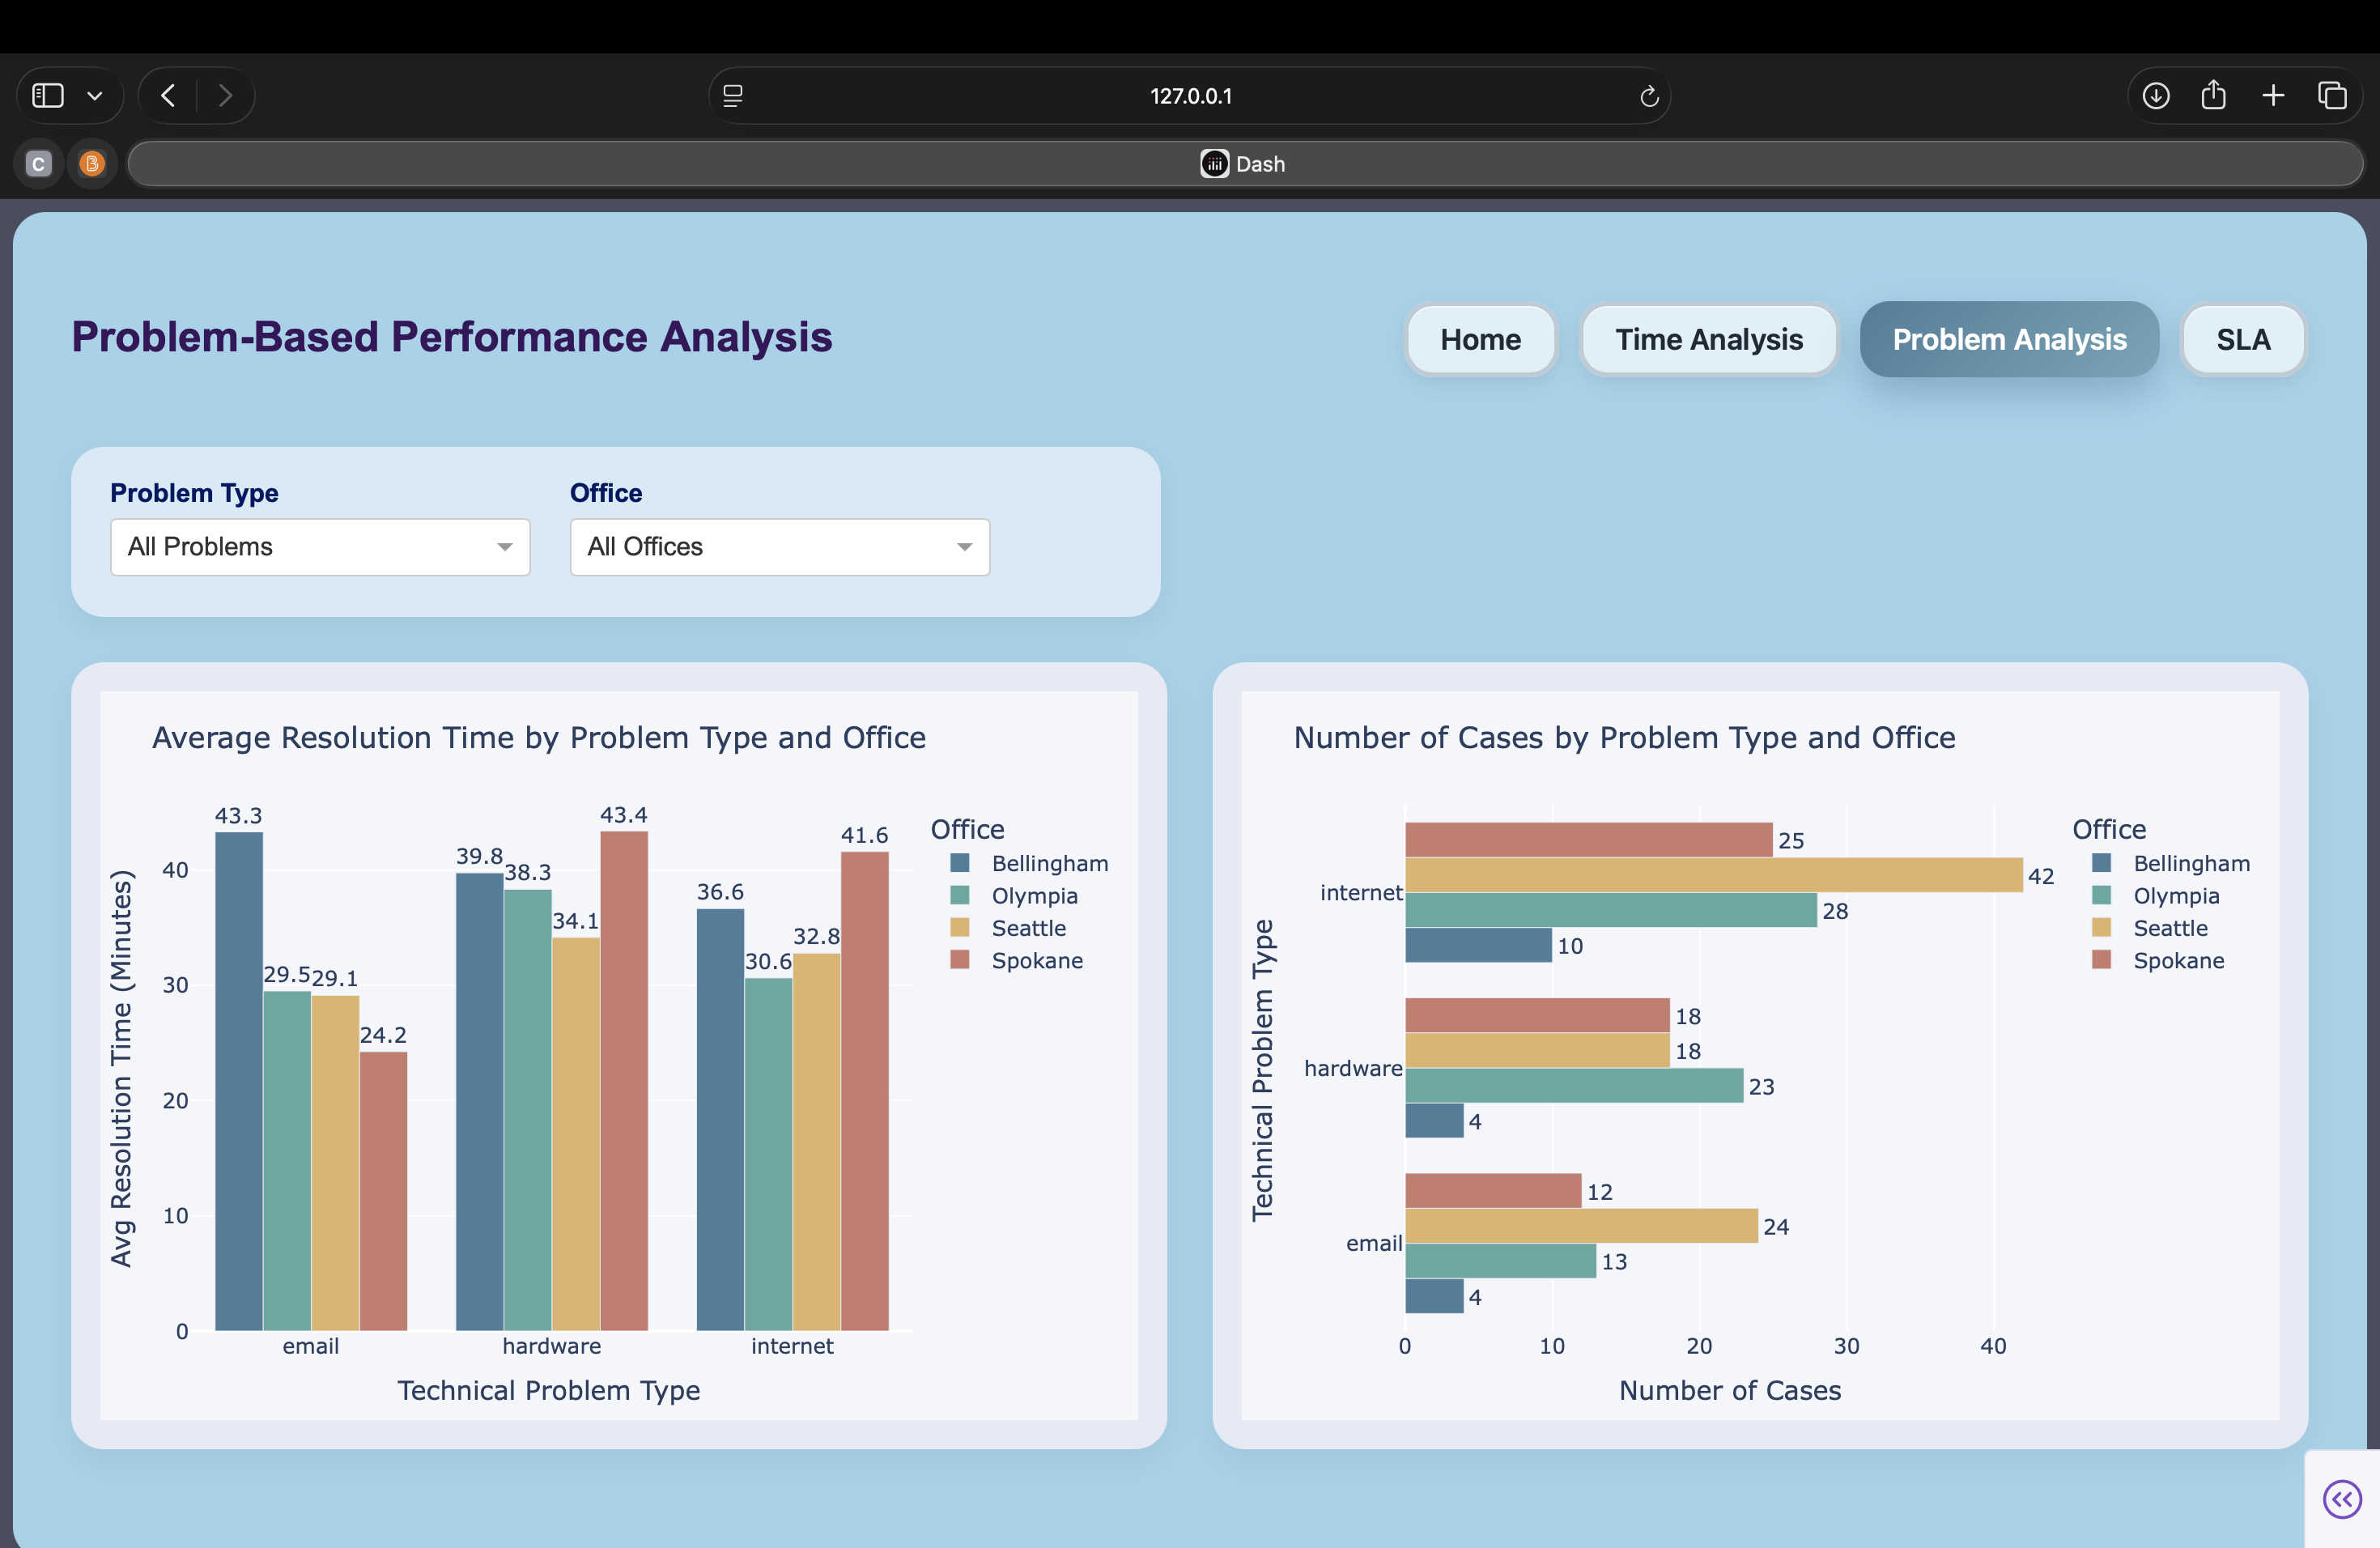 127.0.0.1
C
Dash
Problem-Based Performance Analysis
Home
Time Analysis
Problem Analysis
SLA
Problem Type
Office
All Problems
All Offices
Average Resolution Time by Problem Type and Office
Avg Resolution Time (Minutes)
40
30
20
10
0
43.3
29.5
29.1
24.2
39.8
38.3
34.1
43.4
36.6
30.6
32.8
41.6
email
hardware
internet
Technical Problem Type
Office
Bellingham
Olympia
Seattle
Spokane
Number of Cases by Problem Type and Office
Technical Problem Type
internet
25
42
28
10
hardware
18
18
23
4
email
12
24
13
4
0
10
20
30
40
Number of Cases
Office
Bellingham
Olympia
Seattle
Spokane